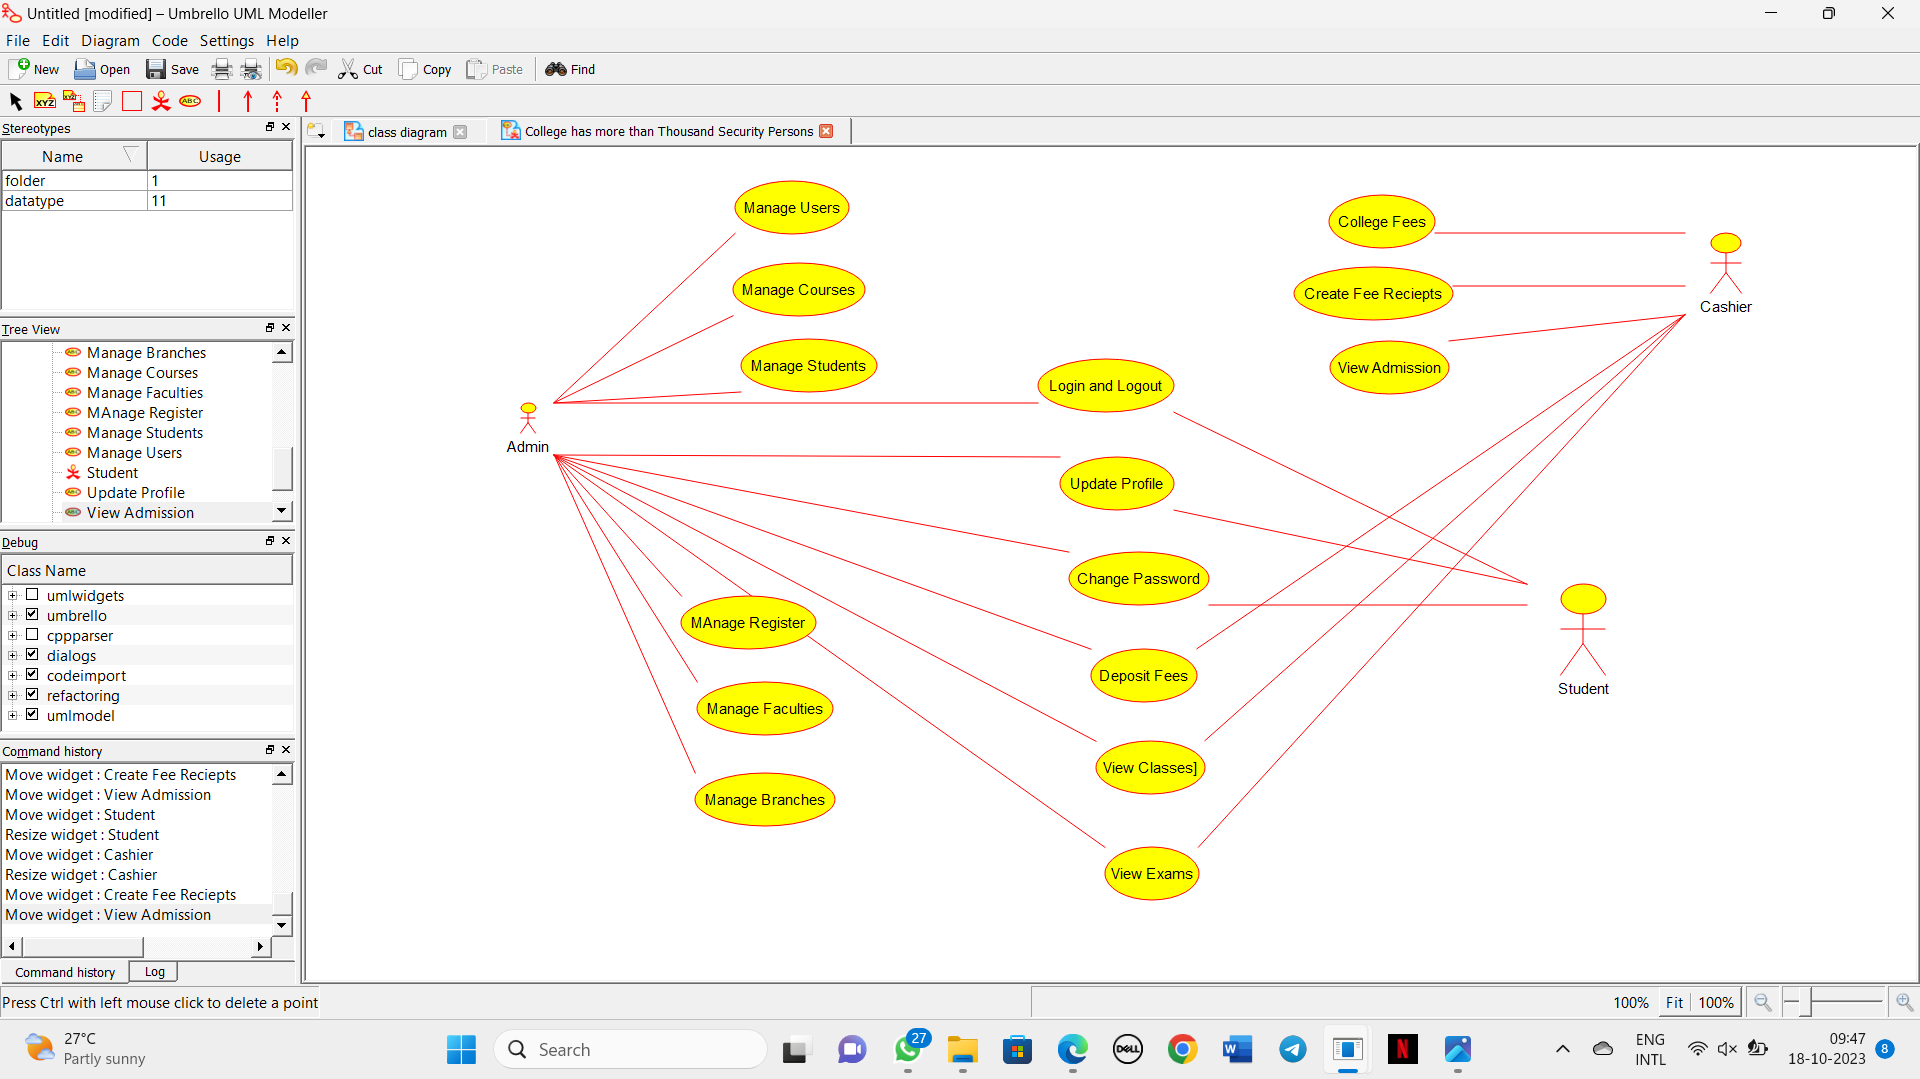 Untitled [modified] – Umbrello UML Modeller
File Edit Diagram Code Settings Help
New Open Save Cut Copy Paste Find
XYZ XYZ ABC
Stereotypes
class diagram
College has more than Thousand Security Persons
Name Usage
folder 1
datatype 11
Tree View
Manage Branches
Manage Courses
Manage Faculties
MAnage Register
Manage Students
Manage Users
Student
Update Profile
View Admission
Debug
Class Name
umlwidgets
umbrello
cppparser
dialogs
codeimport
refactoring
umlmodel
Command history
Move widget : Create Fee Reciepts
Move widget : View Admission
Move widget : Student
Resize widget : Student
Move widget : Cashier
Resize widget : Cashier
Move widget : Create Fee Reciepts
Move widget : View Admission
Command history Log
Manage Users
College Fees
Manage Courses
Create Fee Reciepts
Cashier
Manage Students
Login and Logout
View Admission
Admin
Update Profile
Change Password
MAnage Register
Deposit Fees
Student
Manage Faculties
View Classes]
Manage Branches
View Exams
Press Ctrl with left mouse click to delete a point
100% Fit 100%
27°C
Partly sunny
Search
27
DELL
W
N
ENG
INTL
09:47
18-10-2023
8